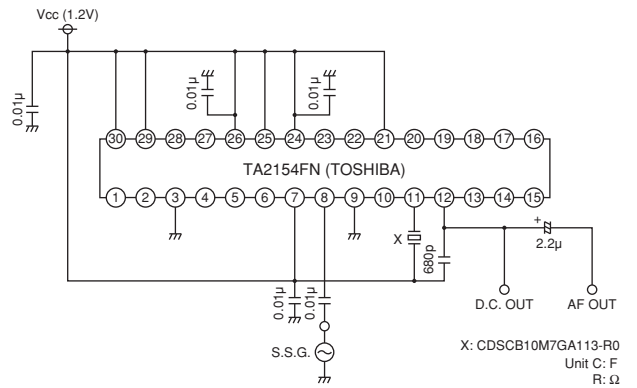 Vcc (1.2V)
0.01μ
0.01μ
0.01μ
30 29 28 27 26 25 24 23 22 21 20 19 18 17 16
TA2154FN (TOSHIBA)
1 2 3 4 5 6 7 8 9 10 11 12 13 14 15
X
680p
+
2.2μ
0.01μ
0.01μ
D.C. OUT
AF OUT
S.S.G.
X: CDSCB10M7GA113-R0
Unit C: F
R: Ω